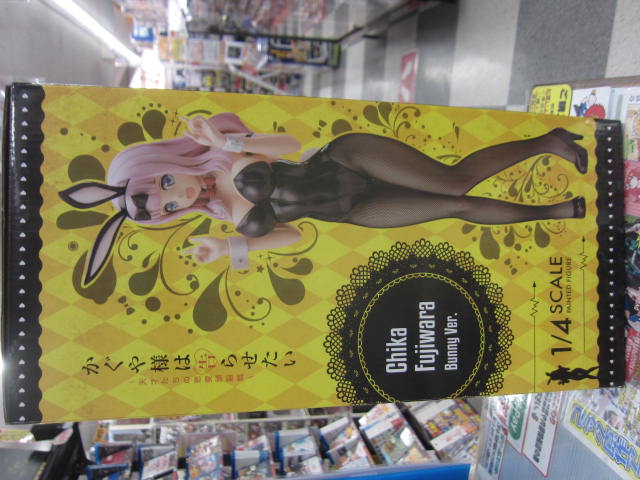 かぐや様は告らせたい
～天才たちの恋愛頭脳戦～
Chika
Fujiwara
Bunny Ver.
1/4 SCALE
PAINTED FIGURE